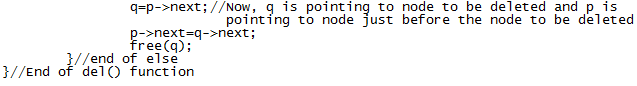 q=p->next;//Now, q is pointing to node to be deleted and p is
pointing to node just before the node to be deleted
p->next=q->next;
free(q);
}//end of else
}//End of del() function